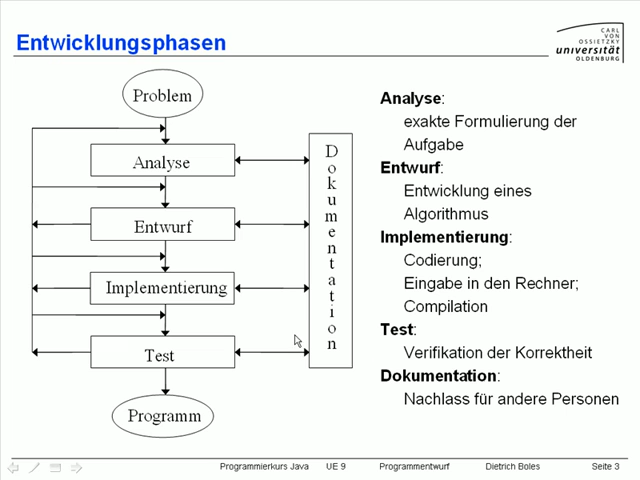 Entwicklungsphasen
CARL
VON
OSSIETZKY
universität
OLDENBURG
Problem
Analyse
Entwurf
Implementierung
Test
Programm
Dokumentation
Analyse:
exakte Formulierung der
Aufgabe
Entwurf:
Entwicklung eines
Algorithmus
Implementierung:
Codierung;
Eingabe in den Rechner;
Compilation
Test:
Verifikation der Korrektheit
Dokumentation:
Nachlass für andere Personen
Programmierkurs Java UE 9 Programmentwurf Dietrich Boles Seite 3